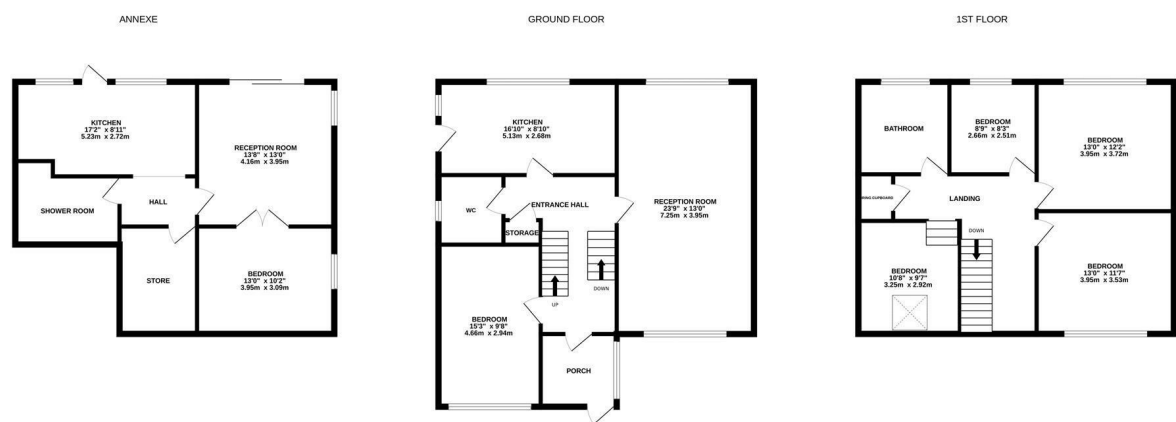 ANNEXE
KITCHEN
17'2" x 8'11"
5.23m x 2.72m
RECEPTION ROOM
13'8" x 13'0"
4.16m x 3.95m
HALL
SHOWER ROOM
STORE
BEDROOM
13'0" x 10'2"
3.95m x 3.09m
GROUND FLOOR
KITCHEN
16'10" x 8'10"
5.13m x 2.68m
WC
ENTRANCE HALL
STORAGE
RECEPTION ROOM
23'9" x 13'0"
7.25m x 3.95m
UP
DOWN
BEDROOM
15'3" x 9'8"
4.66m x 2.94m
PORCH
1ST FLOOR
BATHROOM
BEDROOM
8'9" x 8'3"
2.66m x 2.51m
BEDROOM
13'0" x 12'2"
3.95m x 3.72m
RING CUPBOARD
LANDING
DOWN
BEDROOM
10'8" x 9'7"
3.25m x 2.92m
BEDROOM
13'0" x 11'7"
3.95m x 3.53m